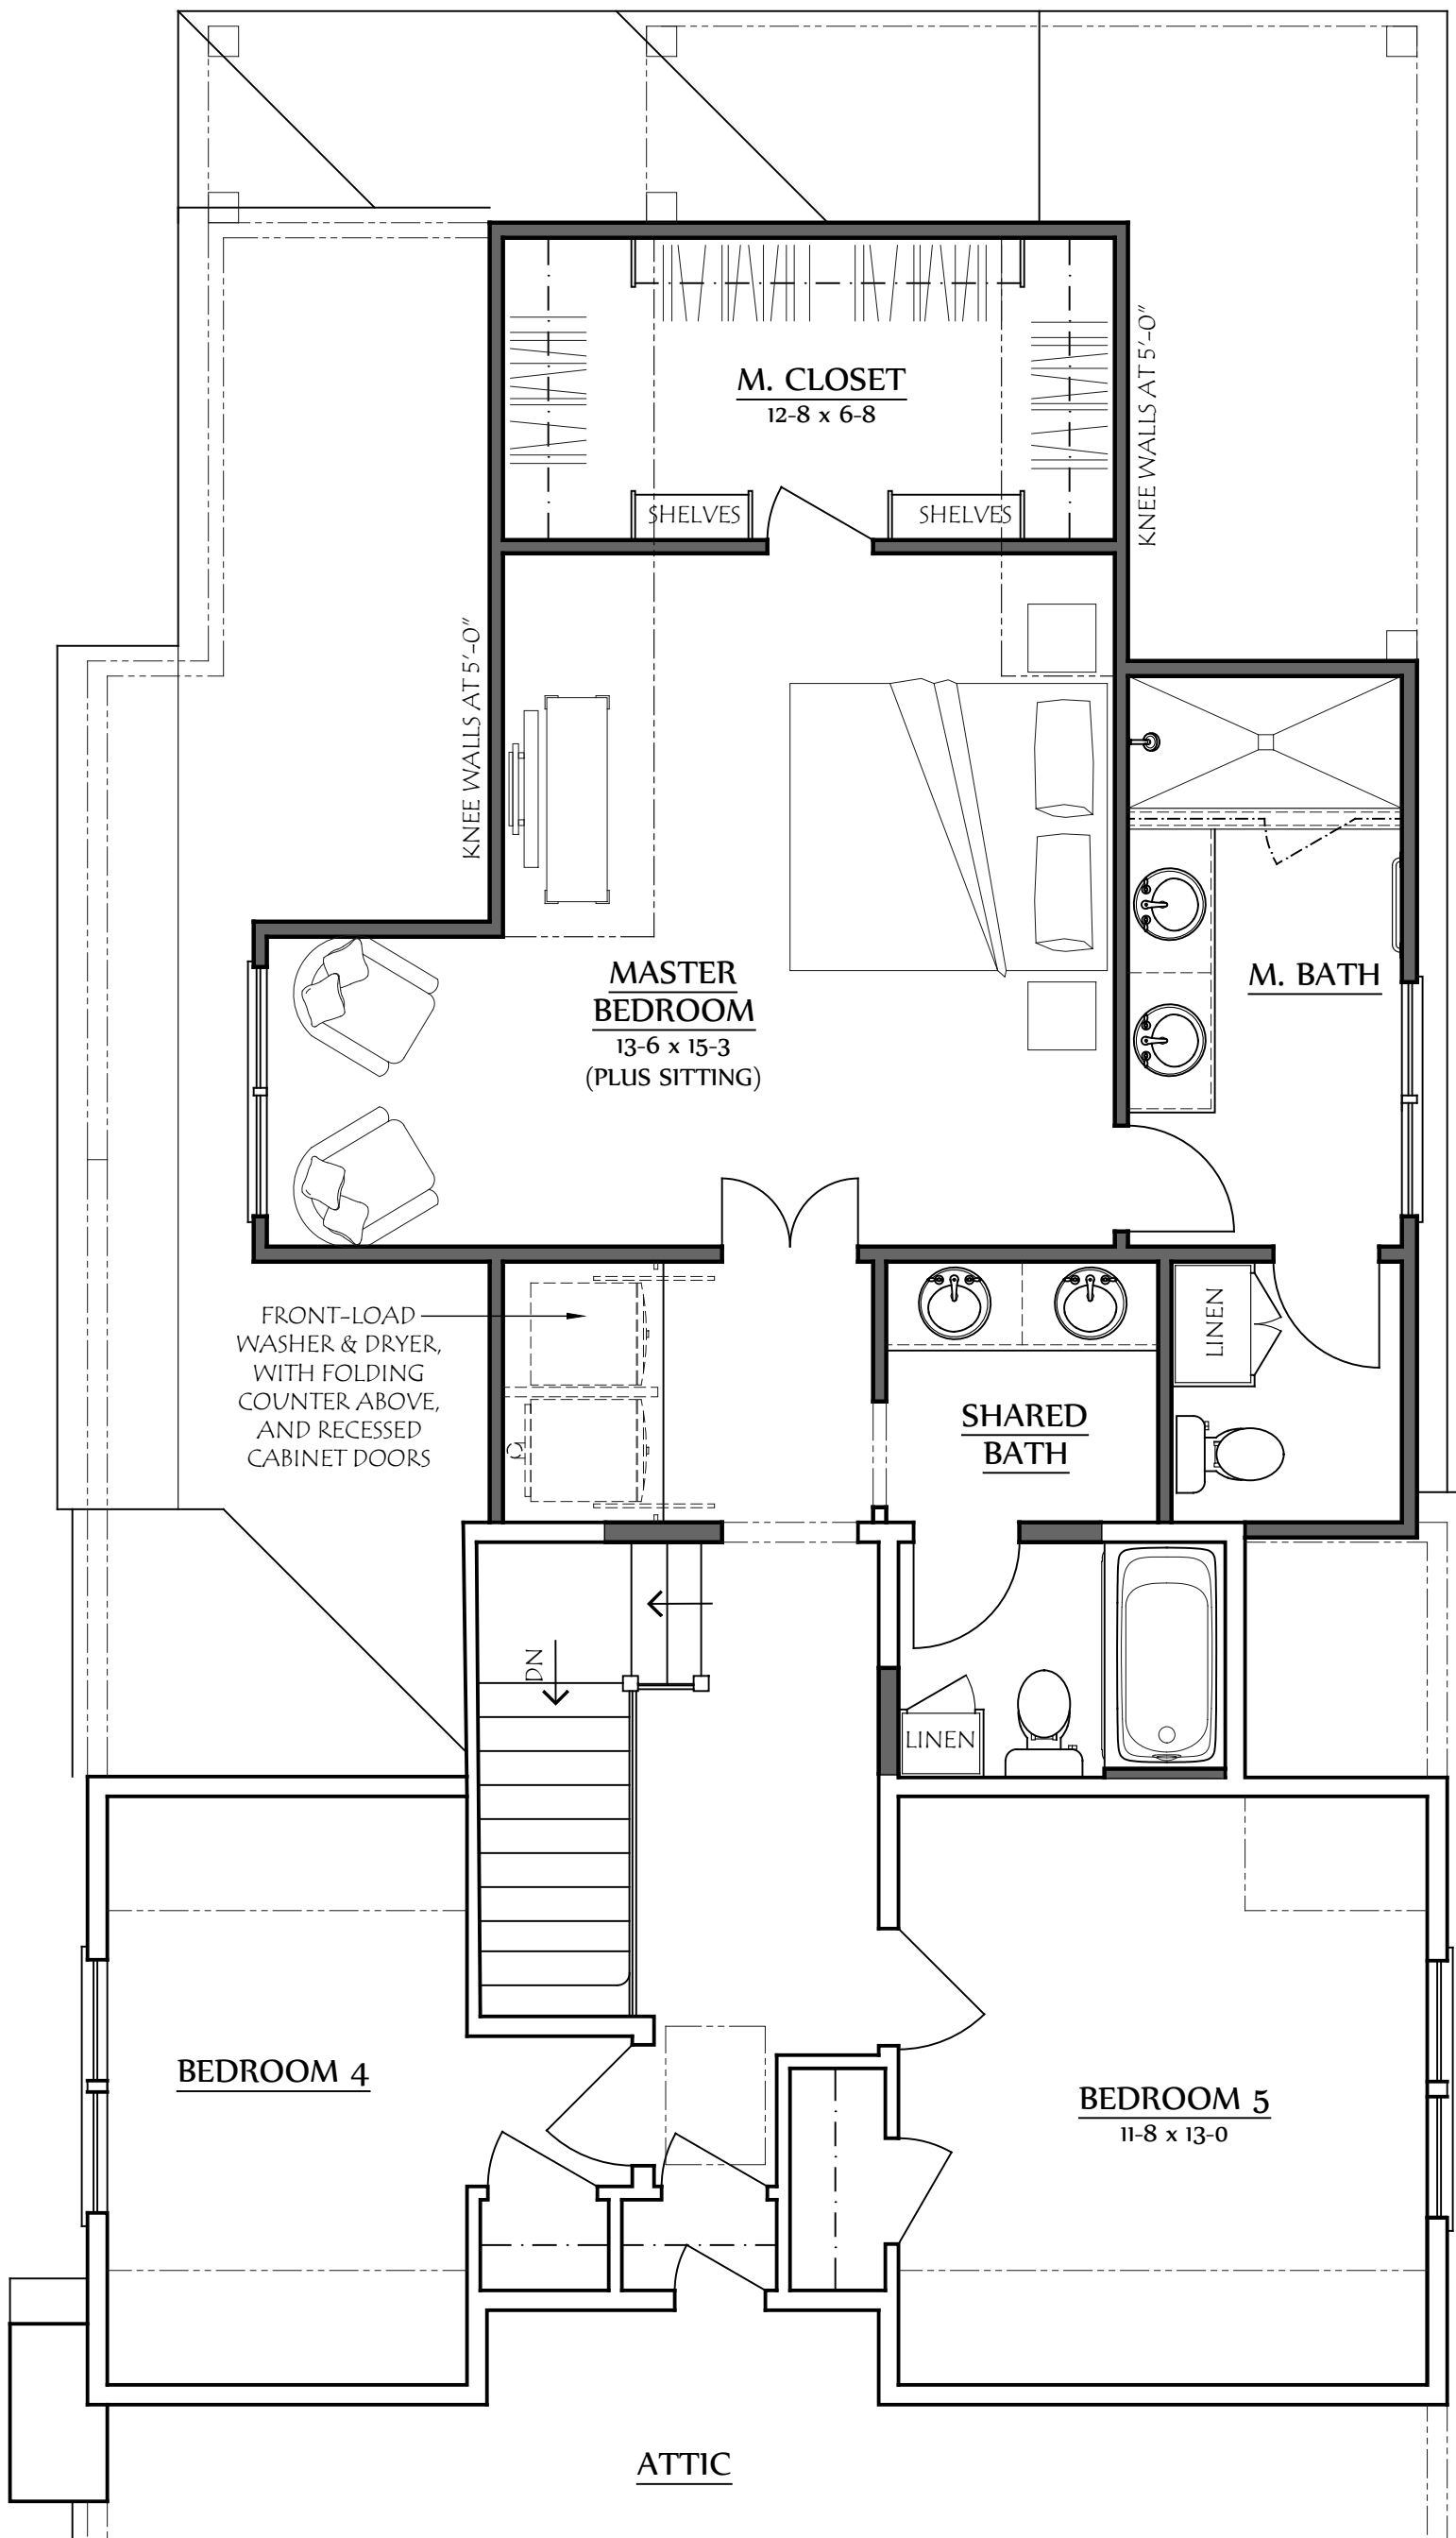 M. CLOSET
12-8 x 6-8
KNEE WALLS AT 5'-0"
SHELVES
SHELVES
KNEE WALLS AT 5'-0"
MASTER
BEDROOM
13-6 x 15-3
(PLUS SITTING)
M. BATH
FRONT-LOAD
WASHER & DRYER,
WITH FOLDING
COUNTER ABOVE,
AND RECESSED
CABINET DOORS
LINEN
SHARED
BATH
DN
LINEN
BEDROOM 4
BEDROOM 5
11-8 x 13-0
ATTIC